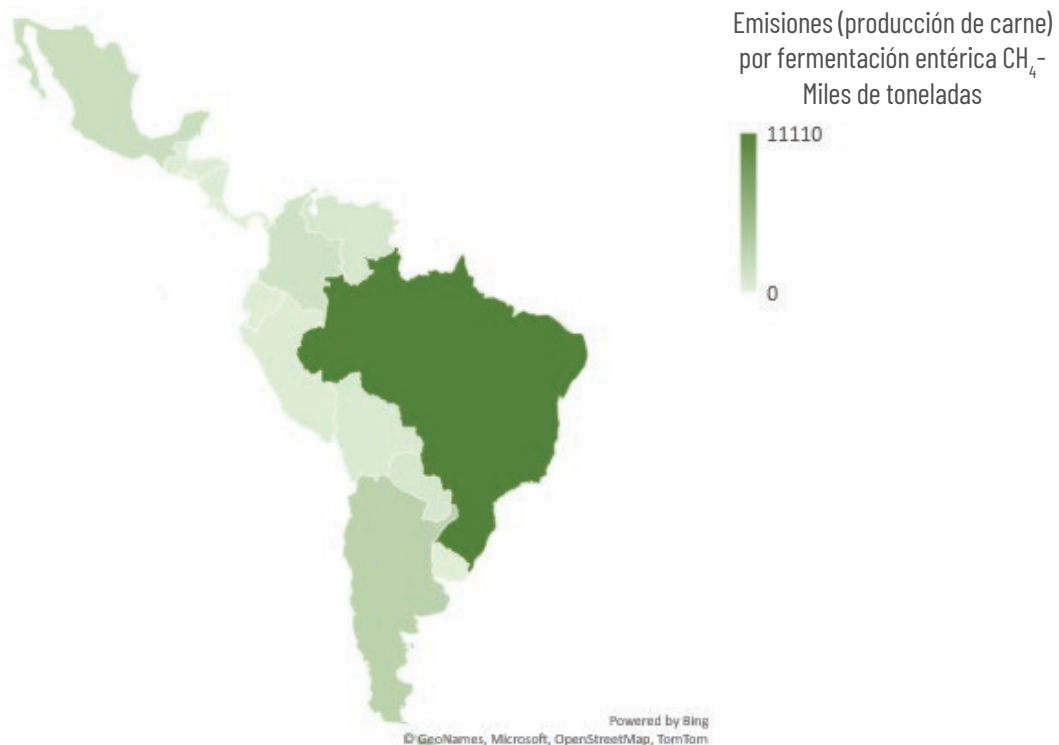 Emisiones (producción de carne)
por fermentación entérica CH₄-
Miles de toneladas
11110
0
Powered by Bing
© GeoNames, Microsoft, OpenStreetMap, TomTom